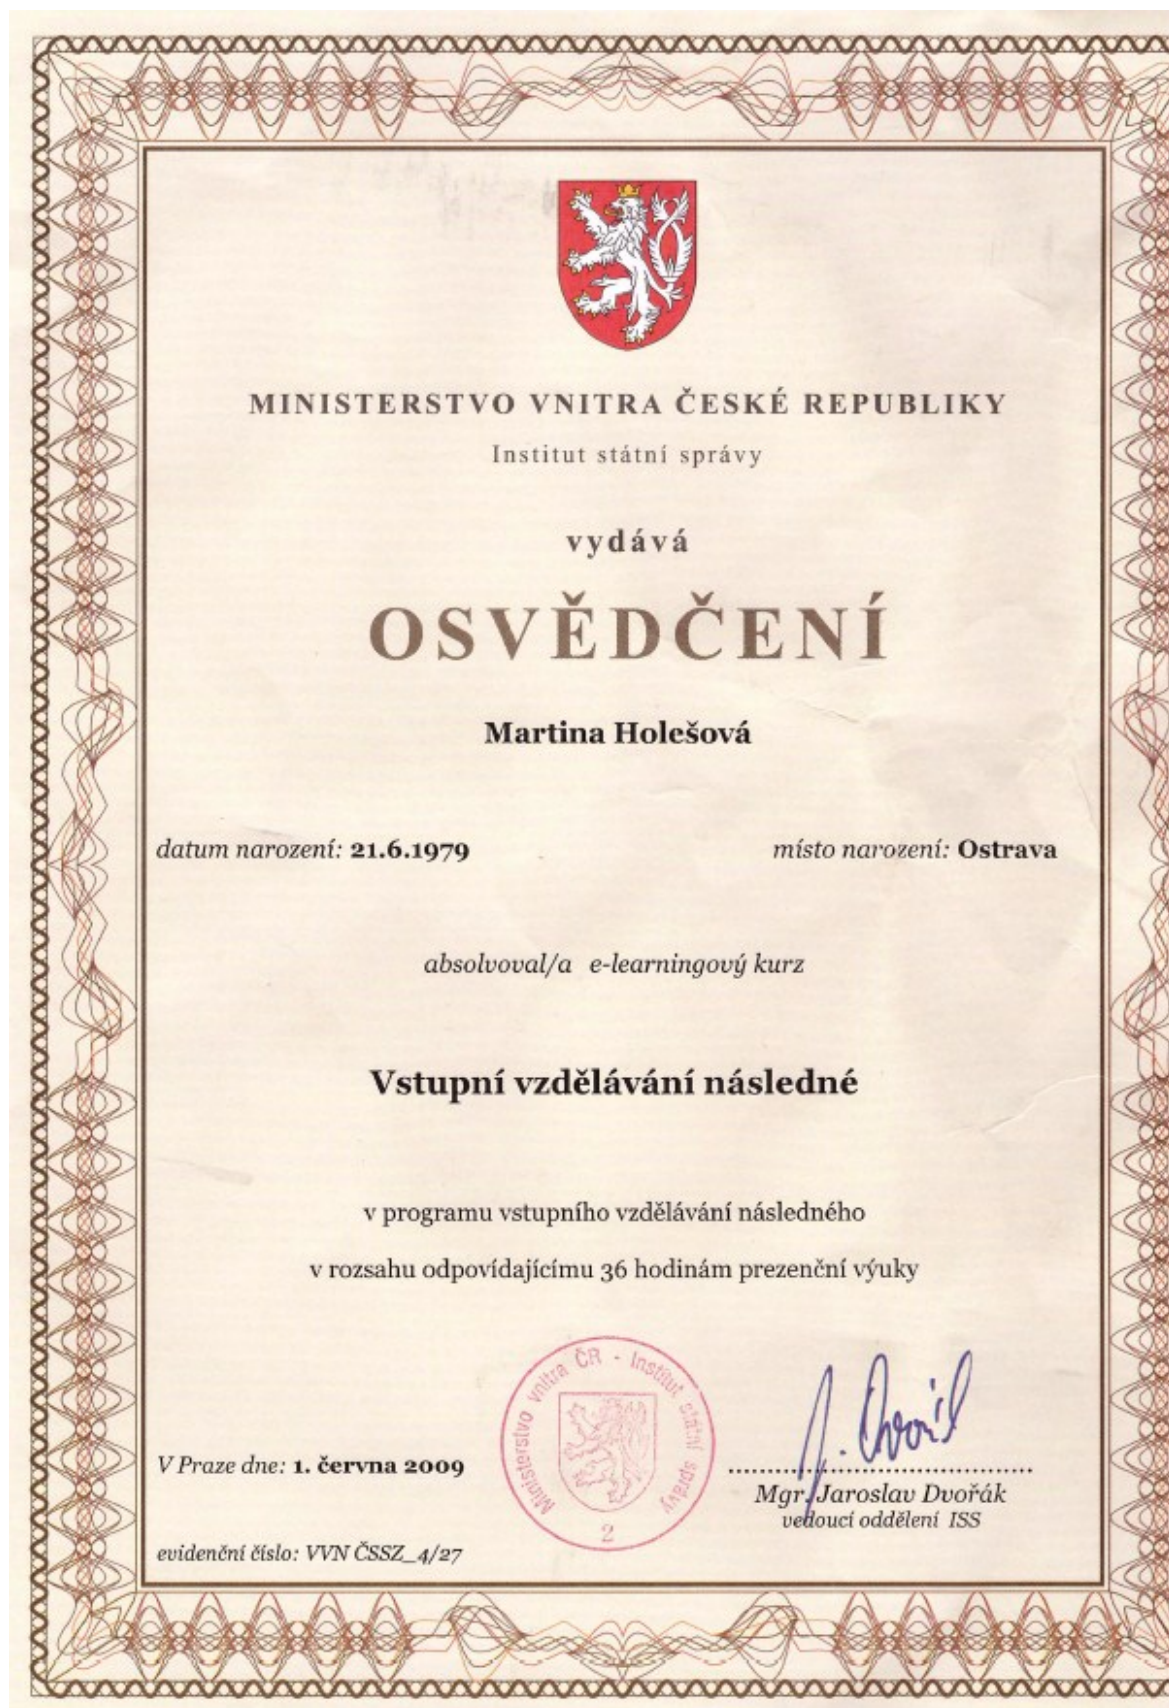 MINISTERSTVO VNITRA ČESKÉ REPUBLIKY
Institut státní správy
vydává
OSVĚDČENÍ
Martina Holešová
datum narození: 21.6.1979 místo narození: Ostrava
absolvoval/a e-learningový kurz
Vstupní vzdělávání následné
v programu vstupního vzdělávání následného
v rozsahu odpovídajícímu 36 hodinám prezenční výuky
Ministerstvo vnitra ČR - Institut státní správy
2
J. Dvořák
V Praze dne: 1. června 2009
Mgr. Jaroslav Dvořák
vedoucí oddělení ISS
evidenční číslo: VVN ČSSZ_4/27